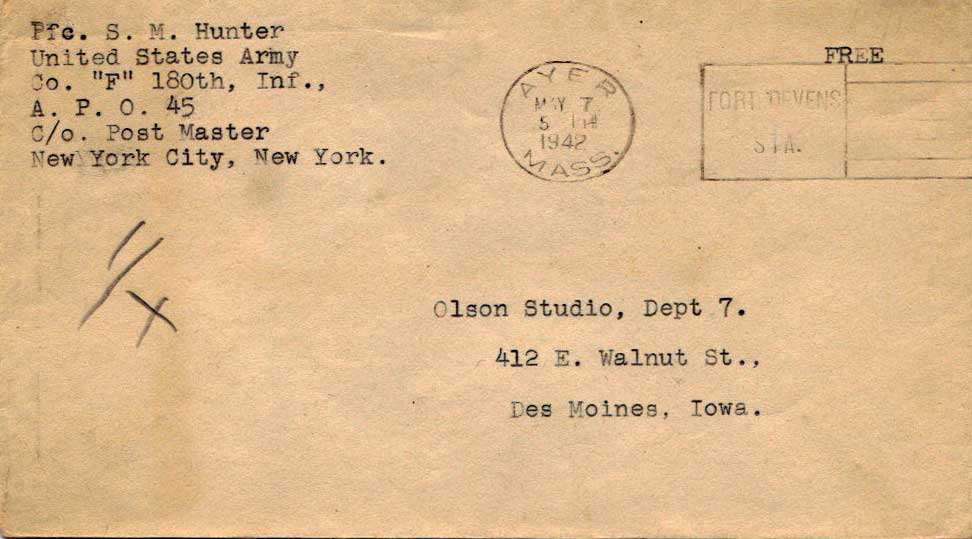 Pfc. S. M. Hunter
United States Army
Co. "F" 180th, Inf.,
A. P. O. 45
C/o. Post Master
New York City, New York.
AYER
MAY 7
5 PM
1942
MASS.
FREE
FORT DEVENS
STA.
Olson Studio, Dept 7.
412 E. Walnut St.,
Des Moines, Iowa.